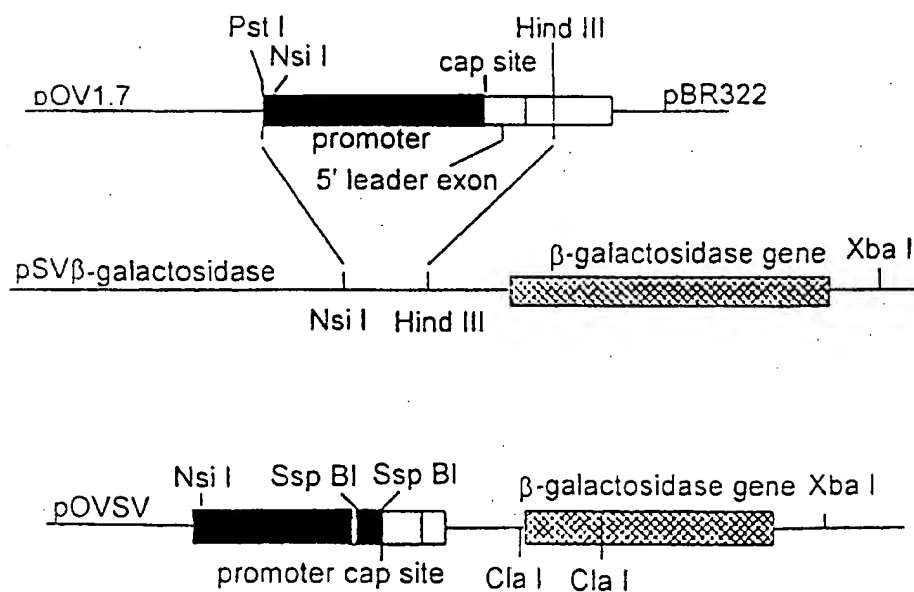 Pst I
Hind III
Nsi I
cap site
pOV1.7
pBR322
promoter
5' leader exon
pSVβ-galactosidase
β-galactosidase gene
Xba I
Nsi I
Hind III
Nsi I
Ssp BI
Ssp BI
β-galactosidase gene
Xba I
pOVSV
promoter
cap site
Cla I
Cla I